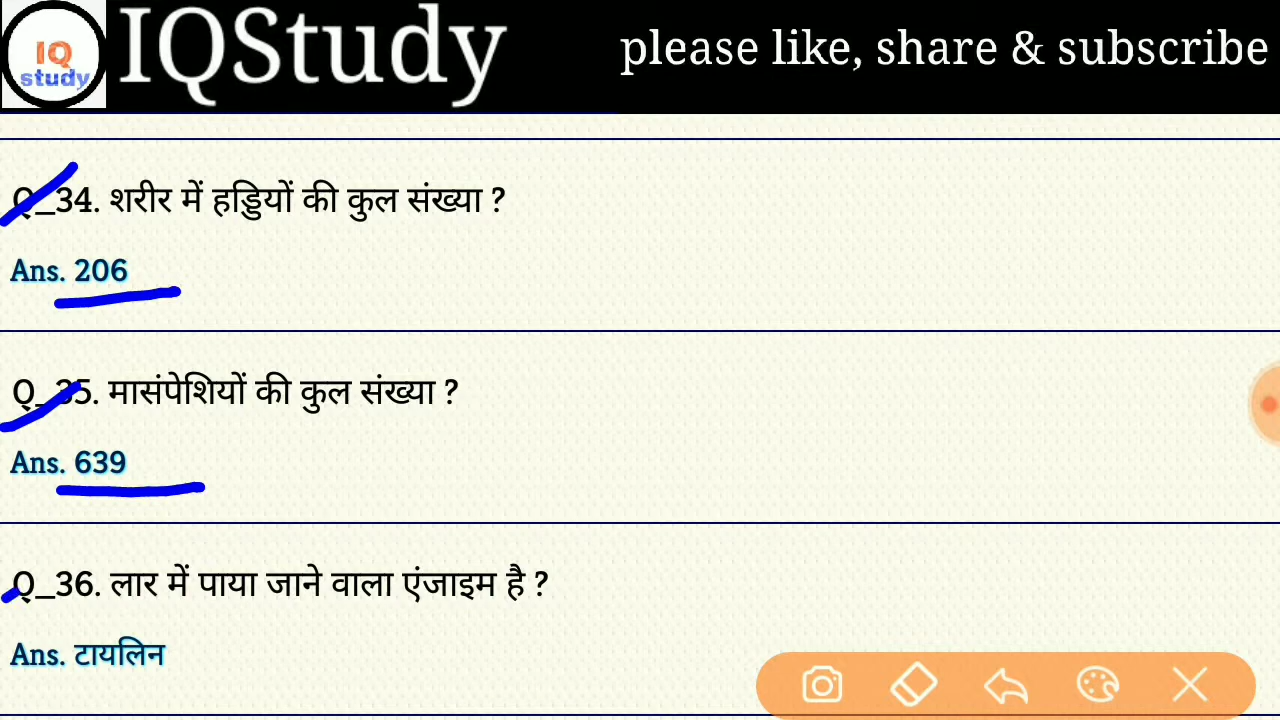 IQ
study
IQStudy
please like, share & subscribe
Q_34. शरीर में हड्डियों की कुल संख्या ?
Ans. 206
Q_35. मासंपेशियों की कुल संख्या ?
Ans. 639
Q_36. लार में पाया जाने वाला एंजाइम है ?
Ans. टायलिन